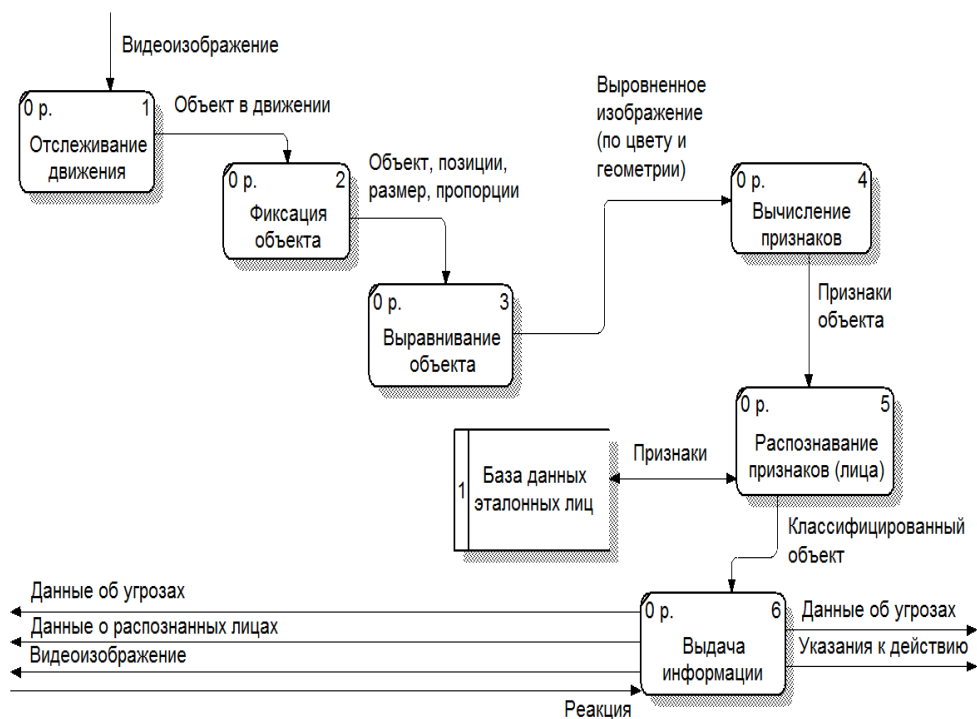 Видеоизображение
0 р. 1
Отслеживание
движения
Объект в движении
0 р. 2
Фиксация
объекта
Объект, позиции,
размер, пропорции
0 р. 3
Выравнивание
объекта
Выровненное
изображение
(по цвету и
геометрии)
0 р. 4
Вычисление
признаков
Признаки
объекта
0 р. 5
Распознавание
признаков (лица)
Признаки
1
База данных
эталонных лиц
Классифицированный
объект
0 р. 6
Выдача
информации
Данные об угрозах
Данные о распознанных лицах
Видеоизображение
Реакция
Данные об угрозах
Указания к действию